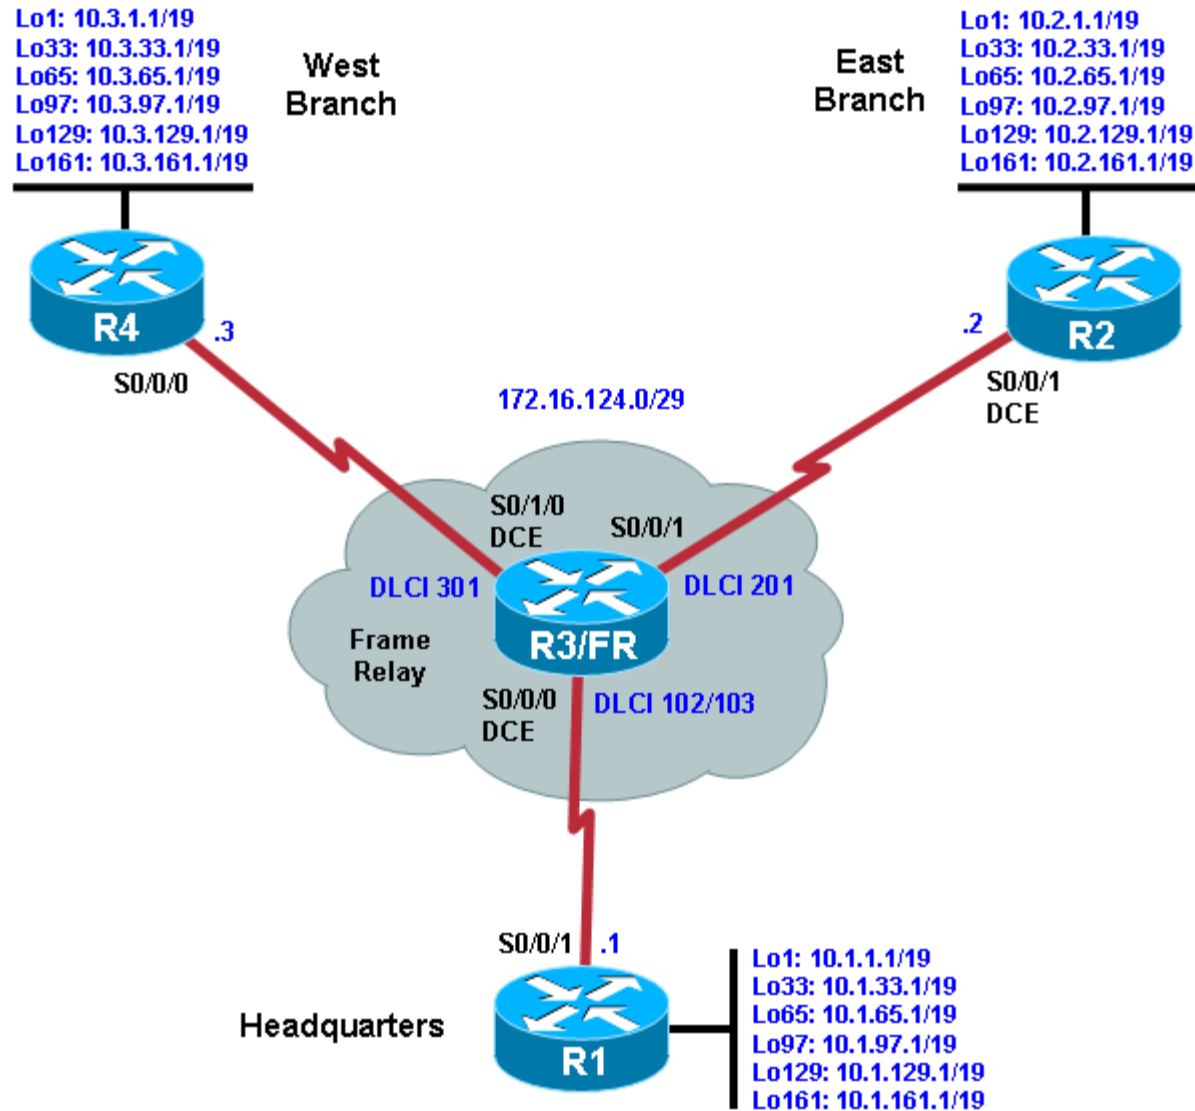 Lo1: 10.3.1.1/19
Lo33: 10.3.33.1/19
Lo65: 10.3.65.1/19
Lo97: 10.3.97.1/19
Lo129: 10.3.129.1/19
Lo161: 10.3.161.1/19
West
Branch
East
Branch
Lo1: 10.2.1.1/19
Lo33: 10.2.33.1/19
Lo65: 10.2.65.1/19
Lo97: 10.2.97.1/19
Lo129: 10.2.129.1/19
Lo161: 10.2.161.1/19
R4
.3
S0/0/0
.2
R2
S0/0/1
DCE
172.16.124.0/29
S0/1/0
DCE
S0/0/1
DLCI 301
DLCI 201
R3/FR
Frame
Relay
S0/0/0
DCE
DLCI 102/103
S0/0/1
.1
Headquarters
R1
Lo1: 10.1.1.1/19
Lo33: 10.1.33.1/19
Lo65: 10.1.65.1/19
Lo97: 10.1.97.1/19
Lo129: 10.1.129.1/19
Lo161: 10.1.161.1/19